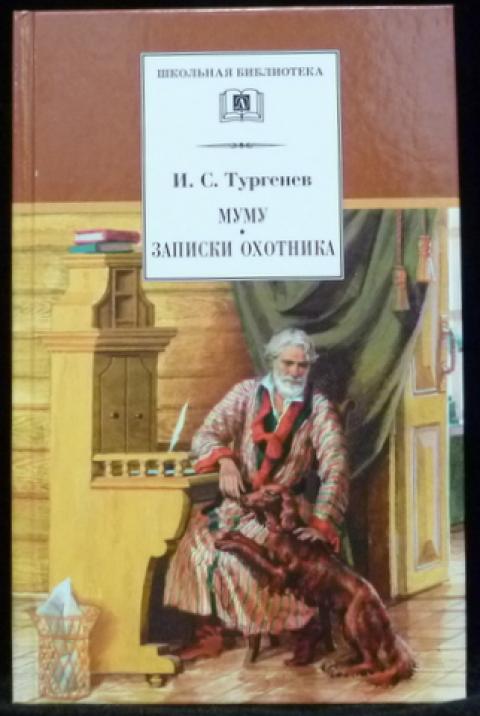 ШКОЛЬНАЯ БИБЛИОТЕКА
И. С. Тургенев
МУМУ
•
ЗАПИСКИ ОХОТНИКА